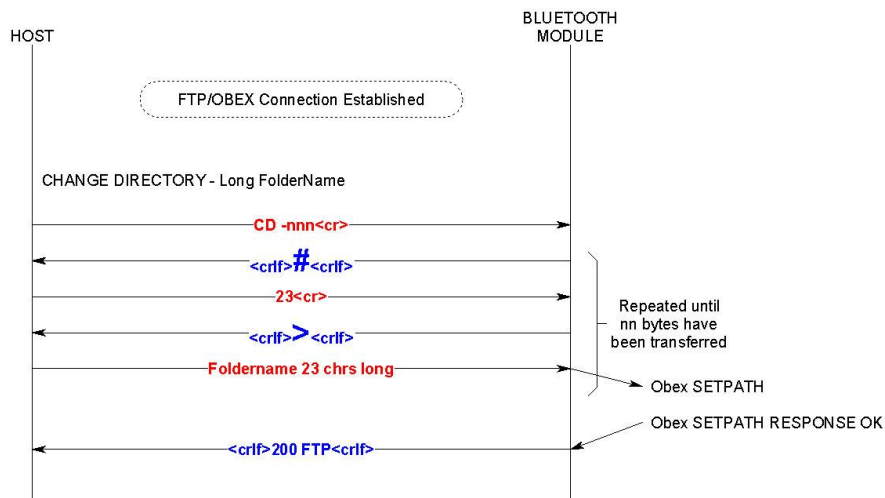 HOST
BLUETOOTH
MODULE
FTP/OBEX Connection Established
CHANGE DIRECTORY - Long FolderName
CD -nnn<cr>
<crlf>#<crlf>
23<cr>
<crlf>><crlf>
Foldername 23 chrs long
Repeated until
nn bytes have
been transferred
Obex SETPATH
Obex SETPATH RESPONSE OK
<crlf>200 FTP<crlf>